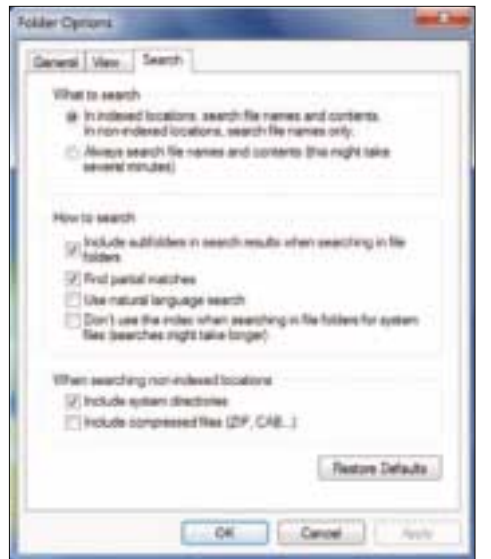 Folder Options
General View Search
What to search
In indexed locations, search file names and contents.
In non-indexed locations, search file names only.
Always search file names and contents (this might take
several minutes)
How to search
Include subfolders in search results when searching in file
folders
Find partial matches
Use natural language search
Don't use the index when searching in file folders for system
files (searches might take longer)
When searching non-indexed locations
Include system directories
Include compressed files (ZIP, CAB...)
Restore Defaults
OK Cancel Apply